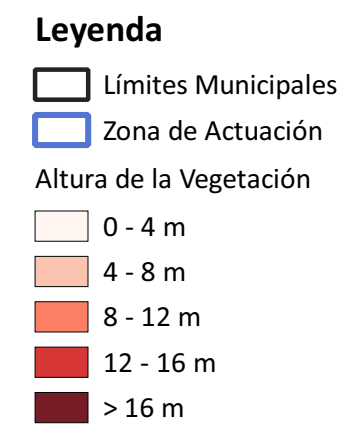 Leyenda
Límites Municipales
Zona de Actuación
Altura de la Vegetación
0 - 4 m
4 - 8 m
8 - 12 m
12 - 16 m
> 16 m